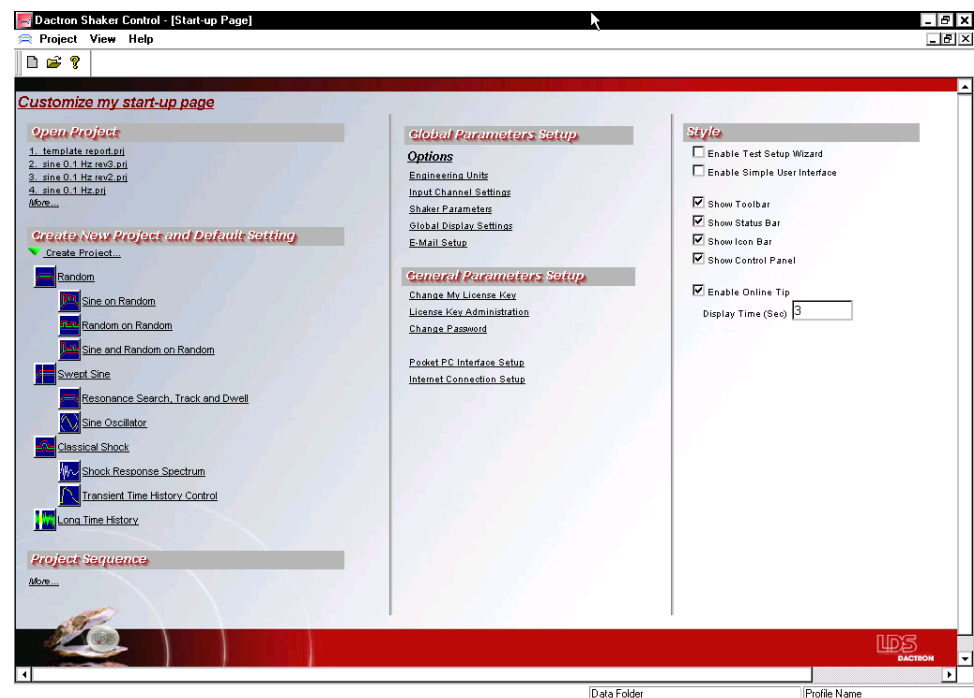 Dactron Shaker Control - [Start-up Page]
Project View Help
Customize my start-up page
Open Project
1. template report.prj
2. sine 0.1 Hz rev3.prj
3. sine 0.1 Hz rev2.prj
4. sine 0.1 Hz.prj
More...
Create New Project and Default Setting
Create Project...
Random
Sine on Random
Random on Random
Sine and Random on Random
Swept Sine
Resonance Search, Track and Dwell
Sine Oscillator
Classical Shock
Shock Response Spectrum
Transient Time History Control
Long Time History
Project Sequence
More...
Global Parameters Setup
Options
Engineering Units
Input Channel Settings
Shaker Parameters
Global Display Settings
E-Mail Setup
General Parameters Setup
Change My License Key
License Key Administration
Change Password
Pocket PC Interface Setup
Internet Connection Setup
Style
Enable Test Setup Wizard
Enable Simple User Interface
Show Toolbar
Show Status Bar
Show Icon Bar
Show Control Panel
Enable Online Tip
Display Time (Sec) 3
LDS
LDS
DACTRON
Data Folder
Profile Name